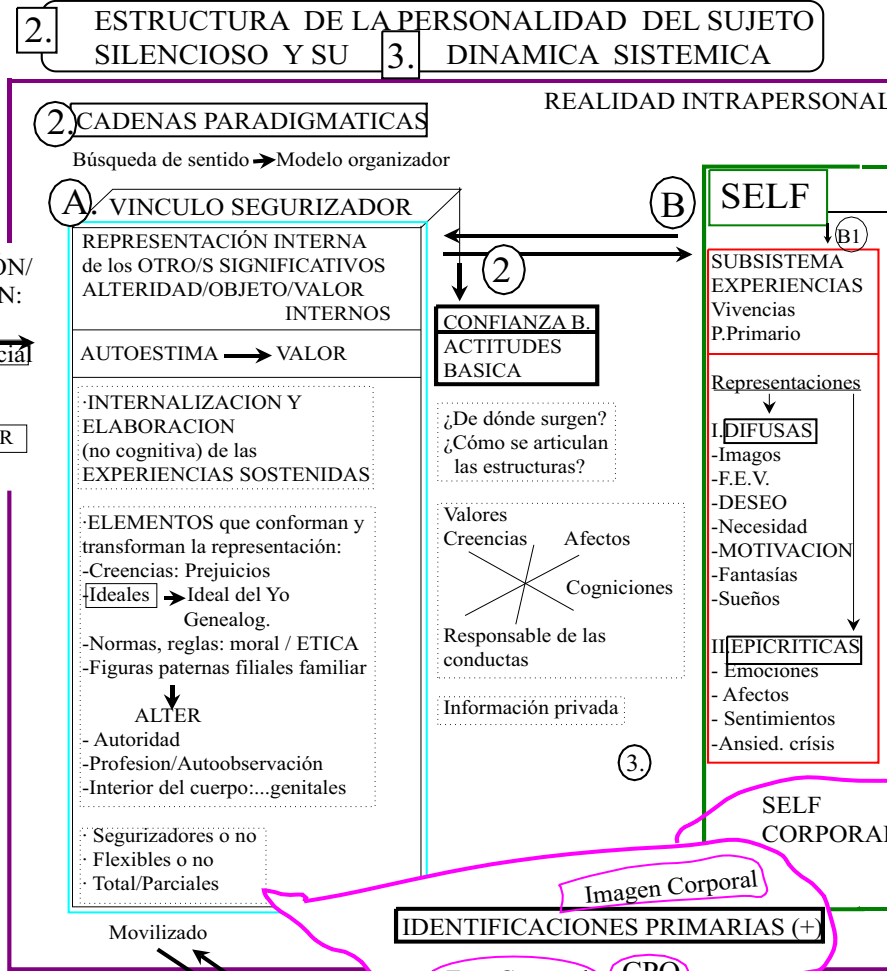 2. ESTRUCTURA DE LA PERSONALIDAD DEL SUJETO
SILENCIOSO Y SU 3. DINAMICA SISTEMICA
REALIDAD INTRAPERSONAL
2. CADENAS PARADIGMATICAS
Búsqueda de sentido → Modelo organizador
A. VINCULO SEGURIZADOR
REPRESENTACIÓN INTERNA
de los OTRO/S SIGNIFICATIVOS
ALTERIDAD/OBJETO/VALOR
INTERNOS
AUTOESTIMA → VALOR
·INTERNALIZACION Y
ELABORACION
(no cognitiva) de las
EXPERIENCIAS SOSTENIDAS
·ELEMENTOS que conforman y
transforman la representación:
-Creencias: Prejuicios
-Ideales → Ideal del Yo
Genealog.
-Normas, reglas: moral / ETICA
-Figuras paternas filiales familiar
ALTER
- Autoridad
-Profesion/Autoobservación
-Interior del cuerpo:...genitales
· Segurizadores o no
· Flexibles o no
· Total/Parciales
Movilizado
ON/
N:
cial
R
2
CONFIANZA B.
ACTITUDES
BASICA
¿De dónde surgen?
¿Cómo se articulan
las estructuras?
Valores
Creencias Afectos
Cogniciones
Responsable de las
conductas
Información privada
3.
B
SELF
B1
SUBSISTEMA
EXPERIENCIAS
Vivencias
P.Primario
Representaciones
I.DIFUSAS
-Imagos
-F.E.V.
-DESEO
-Necesidad
-MOTIVACION
-Fantasías
-Sueños
II.EPICRITICAS
- Emociones
- Afectos
- Sentimientos
-Ansied. crísis
SELF
CORPORAL
Imagen Corporal
IDENTIFICACIONES PRIMARIAS (+)
CPO